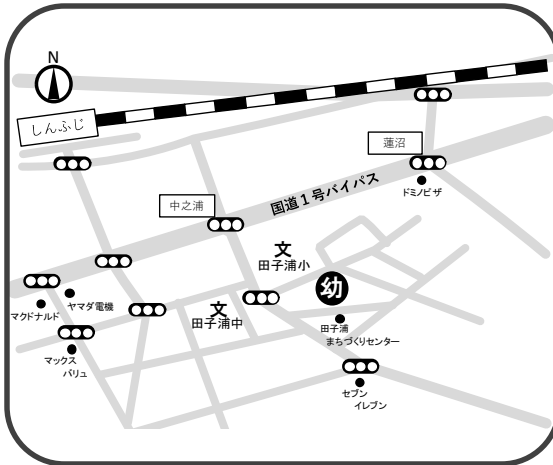 N
しんふじ
蓮沼
ドミノピザ
国道1号バイパス
中之浦
文
田子浦小
幼
ヤマダ電機
マクドナルド
文
田子浦中
田子浦
まちづくりセンター
マックス
バリュ
セブン
イレブン